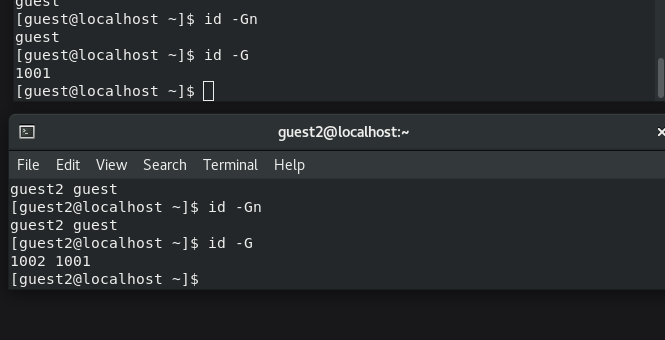 guest
[guest@localhost ~]$ id -Gn
guest
[guest@localhost ~]$ id -G
1001
[guest@localhost ~]$
guest2@localhost:~
File Edit View Search Terminal Help
guest2 guest
[guest2@localhost ~]$ id -Gn
guest2 guest
[guest2@localhost ~]$ id -G
1002 1001
[guest2@localhost ~]$